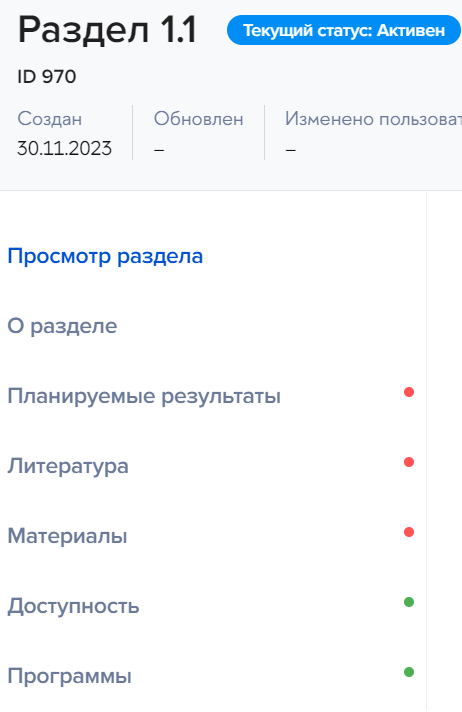 Раздел 1.1 Текущий статус: Активен
ID 970
Создан Обновлен Изменено пользоват
30.11.2023 – –
Просмотр раздела
О разделе
Планируемые результаты
Литература
Материалы
Доступность
Программы